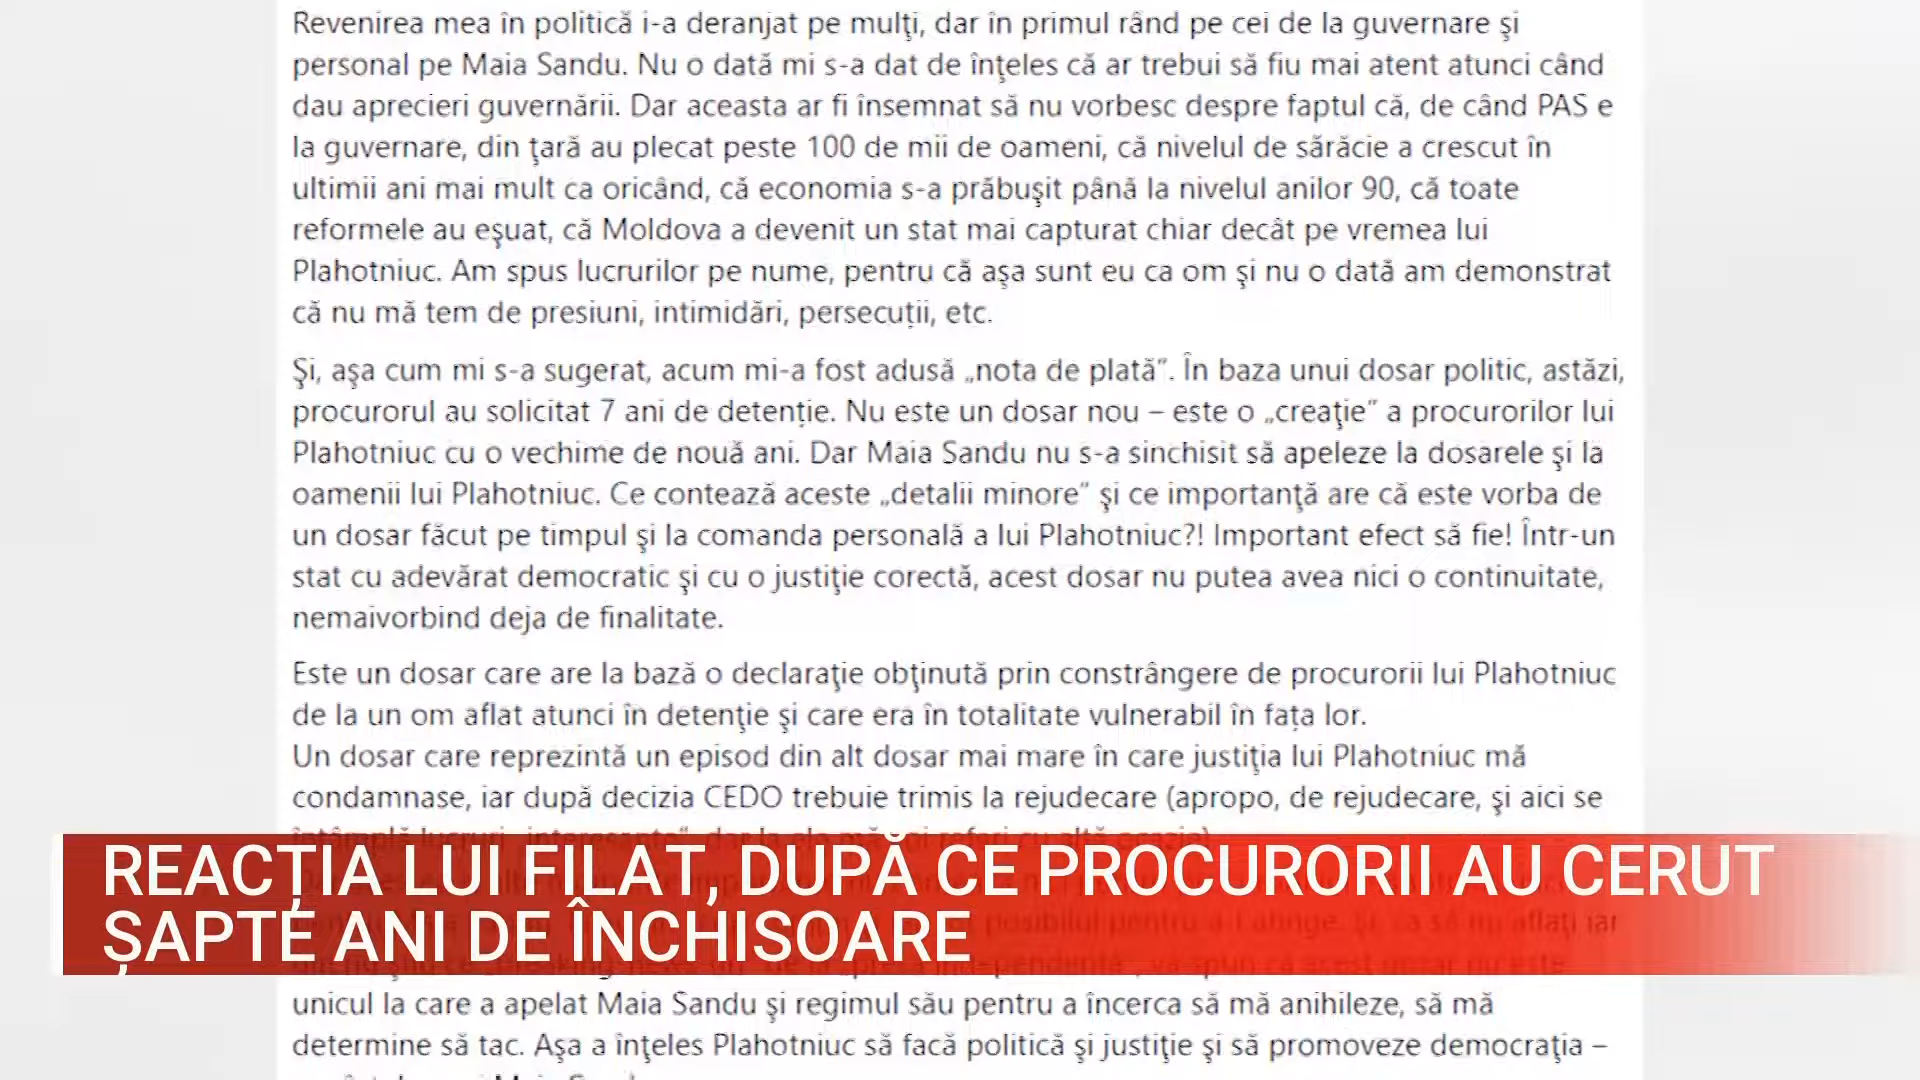 Revenirea mea în politică i-a deranjat pe mulţi, dar în primul rând pe cei de la guvernare şi
personal pe Maia Sandu. Nu o dată mi s-a dat de înţeles că ar trebui să fiu mai atent atunci când
dau aprecieri guvernării. Dar aceasta ar fi însemnat să nu vorbesc despre faptul că, de când PAS e
la guvernare, din ţară au plecat peste 100 de mii de oameni, că nivelul de sărăcie a crescut în
ultimii ani mai mult ca oricând, că economia s-a prăbuşit până la nivelul anilor 90, că toate
reformele au eşuat, că Moldova a devenit un stat mai capturat chiar decât pe vremea lui
Plahotniuc. Am spus lucrurilor pe nume, pentru că aşa sunt eu ca om şi nu o dată am demonstrat
că nu mă tem de presiuni, intimidări, persecuții, etc.
Şi, aşa cum mi s-a sugerat, acum mi-a fost adusă „nota de plată”. În baza unui dosar politic, astăzi,
procurorul au solicitat 7 ani de detenție. Nu este un dosar nou – este o „creaţie” a procurorilor lui
Plahotniuc cu o vechime de nouă ani. Dar Maia Sandu nu s-a sinchisit să apeleze la dosarele şi la
oamenii lui Plahotniuc. Ce contează aceste „detalii minore” şi ce importanţă are că este vorba de
un dosar făcut pe timpul şi la comanda personală a lui Plahotniuc?! Important efect să fie! Într-un
stat cu adevărat democratic şi cu o justiţie corectă, acest dosar nu putea avea nici o continuitate,
nemaivorbind deja de finalitate.
Este un dosar care are la bază o declaraţie obţinută prin constrângere de procurorii lui Plahotniuc
de la un om aflat atunci în detenţie şi care era în totalitate vulnerabil în fața lor.
Un dosar care reprezintă un episod din alt dosar mai mare în care justiţia lui Plahotniuc mă
condamnase, iar după decizia CEDO trebuie trimis la rejudecare (apropo, de rejudecare, şi aici se
REACȚIA LUI FILAT, DUPĂ CE PROCURORII AU CERUT
ȘAPTE ANI DE ÎNCHISOARE
unicul la care a apelat Maia Sandu şi regimul său pentru a încerca să mă anihileze, să mă
determine să tac. Aşa a înţeles Plahotniuc să facă politică şi justiţie şi să promoveze democraţia –